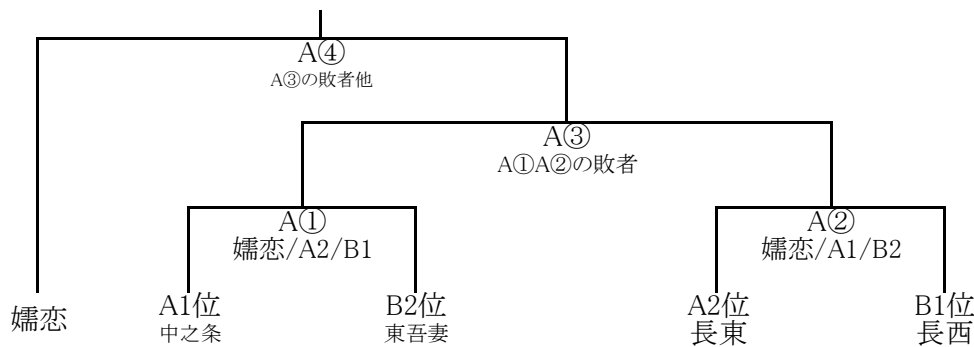 A④
A③の敗者他
A③
A①A②の敗者
A①
嬬恋/A2/B1
A②
嬬恋/A1/B2
嬬恋
A1位
中之条
B2位
東吾妻
A2位
長東
B1位
長西